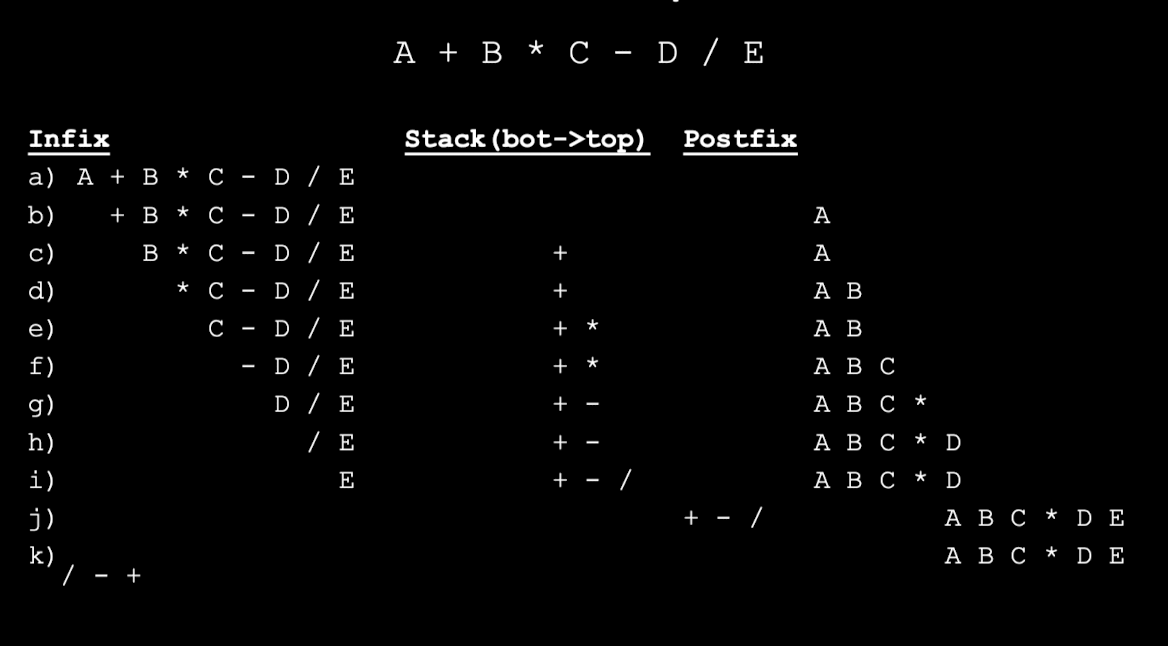 A + B * C - D / E
Infix Stack(bot->top) Postfix
a) A + B * C - D / E
b) + B * C - D / E A
c) B * C - D / E + A
d) * C - D / E + A B
e) C - D / E + * A B
f) - D / E + * A B C
g) D / E + - A B C *
h) / E + - A B C * D
i) E + - / A B C * D
j) + - / A B C * D E
k) A B C * D E
/ - +